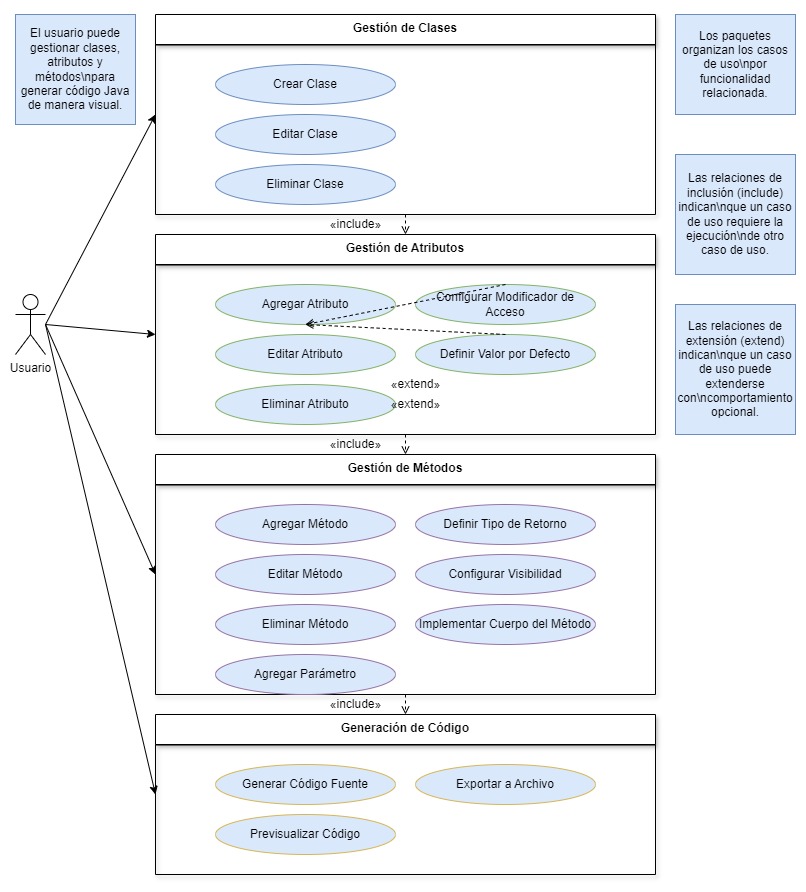 El usuario puede
gestionar clases,
atributos y
métodos\npara
generar código Java
de manera visual.
Gestión de Clases
Crear Clase
Editar Clase
Eliminar Clase
Los paquetes
organizan los casos
de uso\npor
funcionalidad
relacionada.
«include»
Las relaciones de
inclusión (include)
indican\nque un caso
de uso requiere la
ejecución\nde otro
caso de uso.
Gestión de Atributos
Agregar Atributo
Configurar Modificador de
Acceso
Editar Atributo
Definir Valor por Defecto
«extend»
Eliminar Atributo
«extend»
Las relaciones de
extensión (extend)
indican\nque un caso
de uso puede
extenderse
con\ncomportamiento
opcional.
Usuario
«include»
Gestión de Métodos
Agregar Método
Definir Tipo de Retorno
Editar Método
Configurar Visibilidad
Eliminar Método
Implementar Cuerpo del Método
Agregar Parámetro
«include»
Generación de Código
Generar Código Fuente
Exportar a Archivo
Previsualizar Código